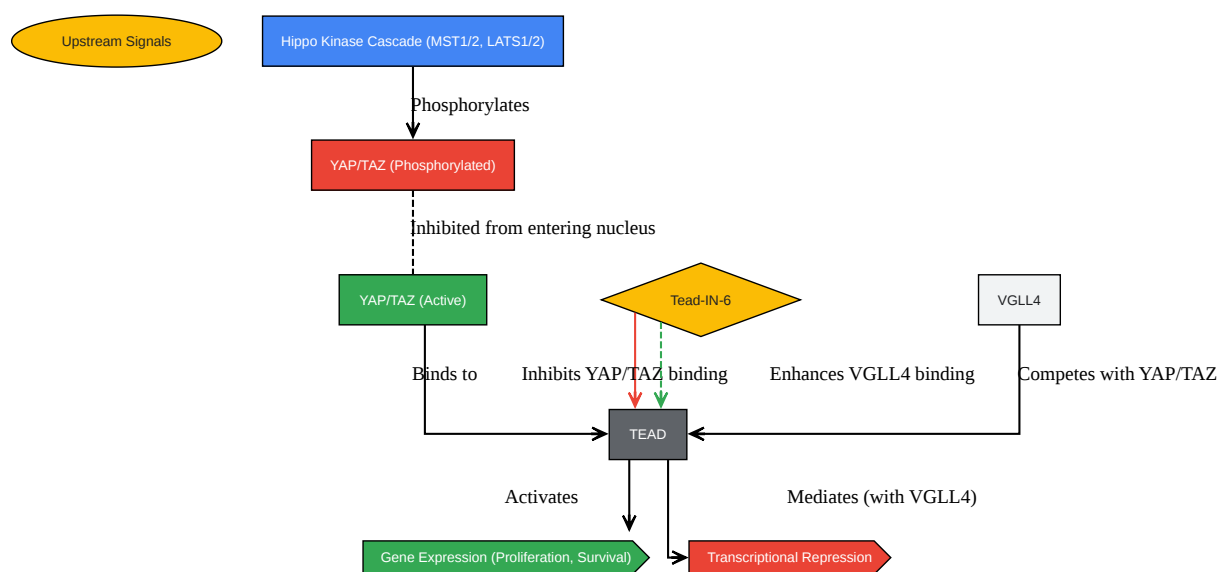 Upstream Signals
Hippo Kinase Cascade (MST1/2, LATS1/2)
Phosphorylates
YAP/TAZ (Phosphorylated)
Inhibited from entering nucleus
YAP/TAZ (Active)
Tead-IN-6
VGLL4
Binds to
Inhibits YAP/TAZ binding
Enhances VGLL4 binding
Competes with YAP/TAZ
TEAD
Activates
Mediates (with VGLL4)
Gene Expression (Proliferation, Survival)
Transcriptional Repression